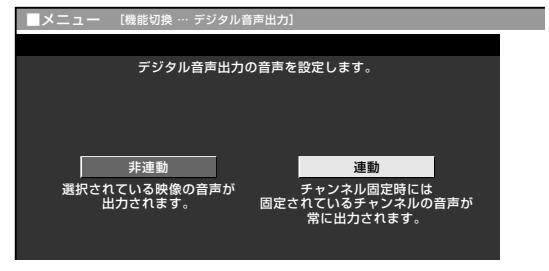 ■メニュー [機能切換 … デジタル音声出力]
デジタル音声出力の音声を設定します。
非連動
選択されている映像の音声が
出力されます。
連動
チャンネル固定時には
固定されているチャンネルの音声が
常に出力されます。